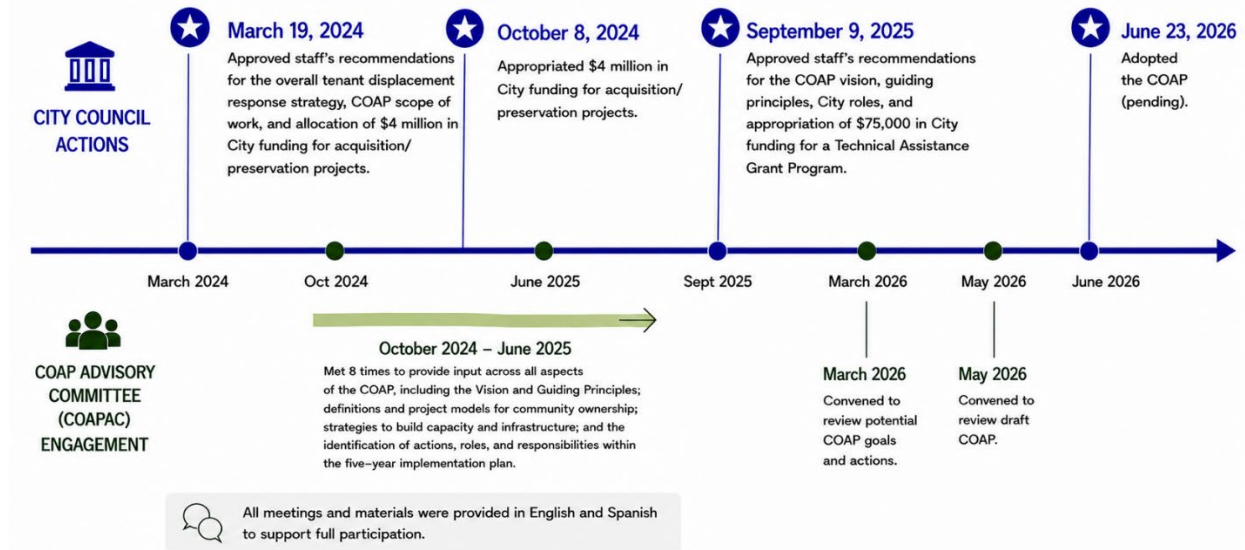 CITY COUNCIL
ACTIONS
March 19, 2024
Approved staff's recommendations
for the overall tenant displacement
response strategy, COAP scope of
work, and allocation of $4 million in
City funding for acquisition/
preservation projects.
October 8, 2024
Appropriated $4 million in
City funding for acquisition/
preservation projects.
September 9, 2025
Approved staff's recommendations
for the COAP vision, guiding
principles, City roles, and
appropriation of $75,000 in City
funding for a Technical Assistance
Grant Program.
June 23, 2026
Adopted
the COAP
(pending).
March 2024
Oct 2024
June 2025
Sept 2025
March 2026
May 2026
June 2026
COAP ADVISORY
COMMITTEE
(COAPAC)
ENGAGEMENT
October 2024 – June 2025
Met 8 times to provide input across all aspects
of the COAP, including the Vision and Guiding Principles;
definitions and project models for community ownership;
strategies to build capacity and infrastructure; and the
identification of actions, roles, and responsibilities within
the five-year implementation plan.
March 2026
Convened to
review potential
COAP goals
and actions.
May 2026
Convened to
review draft
COAP.
All meetings and materials were provided in English and Spanish
to support full participation.